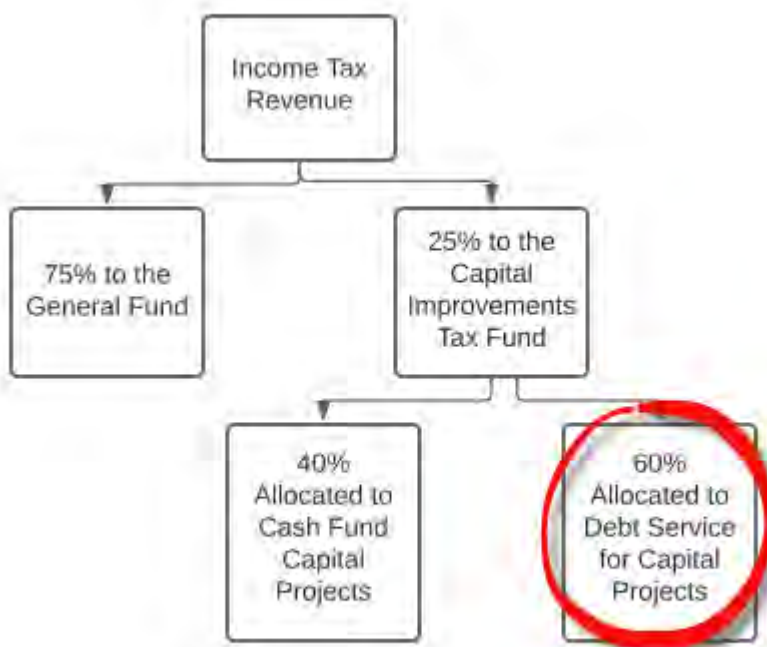 Income Tax
Revenue
75% to the
General Fund
25% to the
Capital
Improvements
Tax Fund
40%
Allocated to
Cash Fund
Capital
Projects
60%
Allocated to
Debt Service
for Capital
Projects